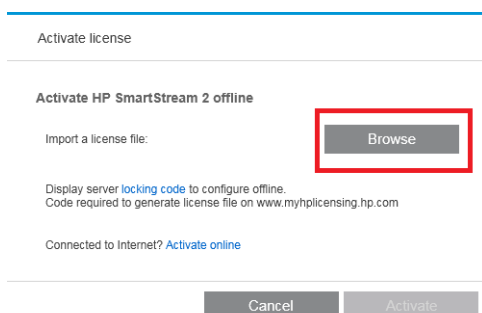 Activate license
Activate HP SmartStream 2 offline
Import a license file:
Browse
Display server locking code to configure offline.
Code required to generate license file on www.myhplicensing.hp.com
Connected to Internet? Activate online
Cancel
Activate